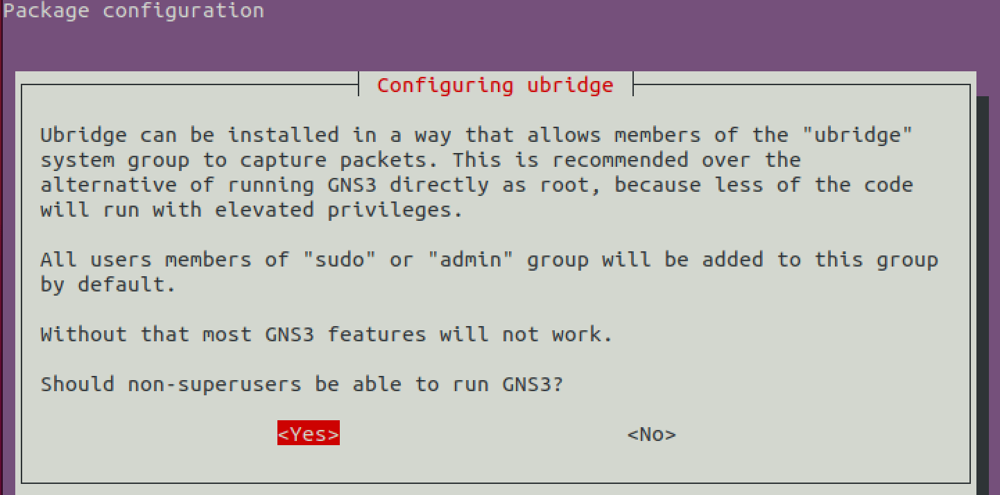 Package configuration
Configuring ubridge
Ubridge can be installed in a way that allows members of the "ubridge"
system group to capture packets. This is recommended over the
alternative of running GNS3 directly as root, because less of the code
will run with elevated privileges.
All users members of "sudo" or "admin" group will be added to this group
by default.
Without that most GNS3 features will not work.
Should non-superusers be able to run GNS3?
<Yes> <No>